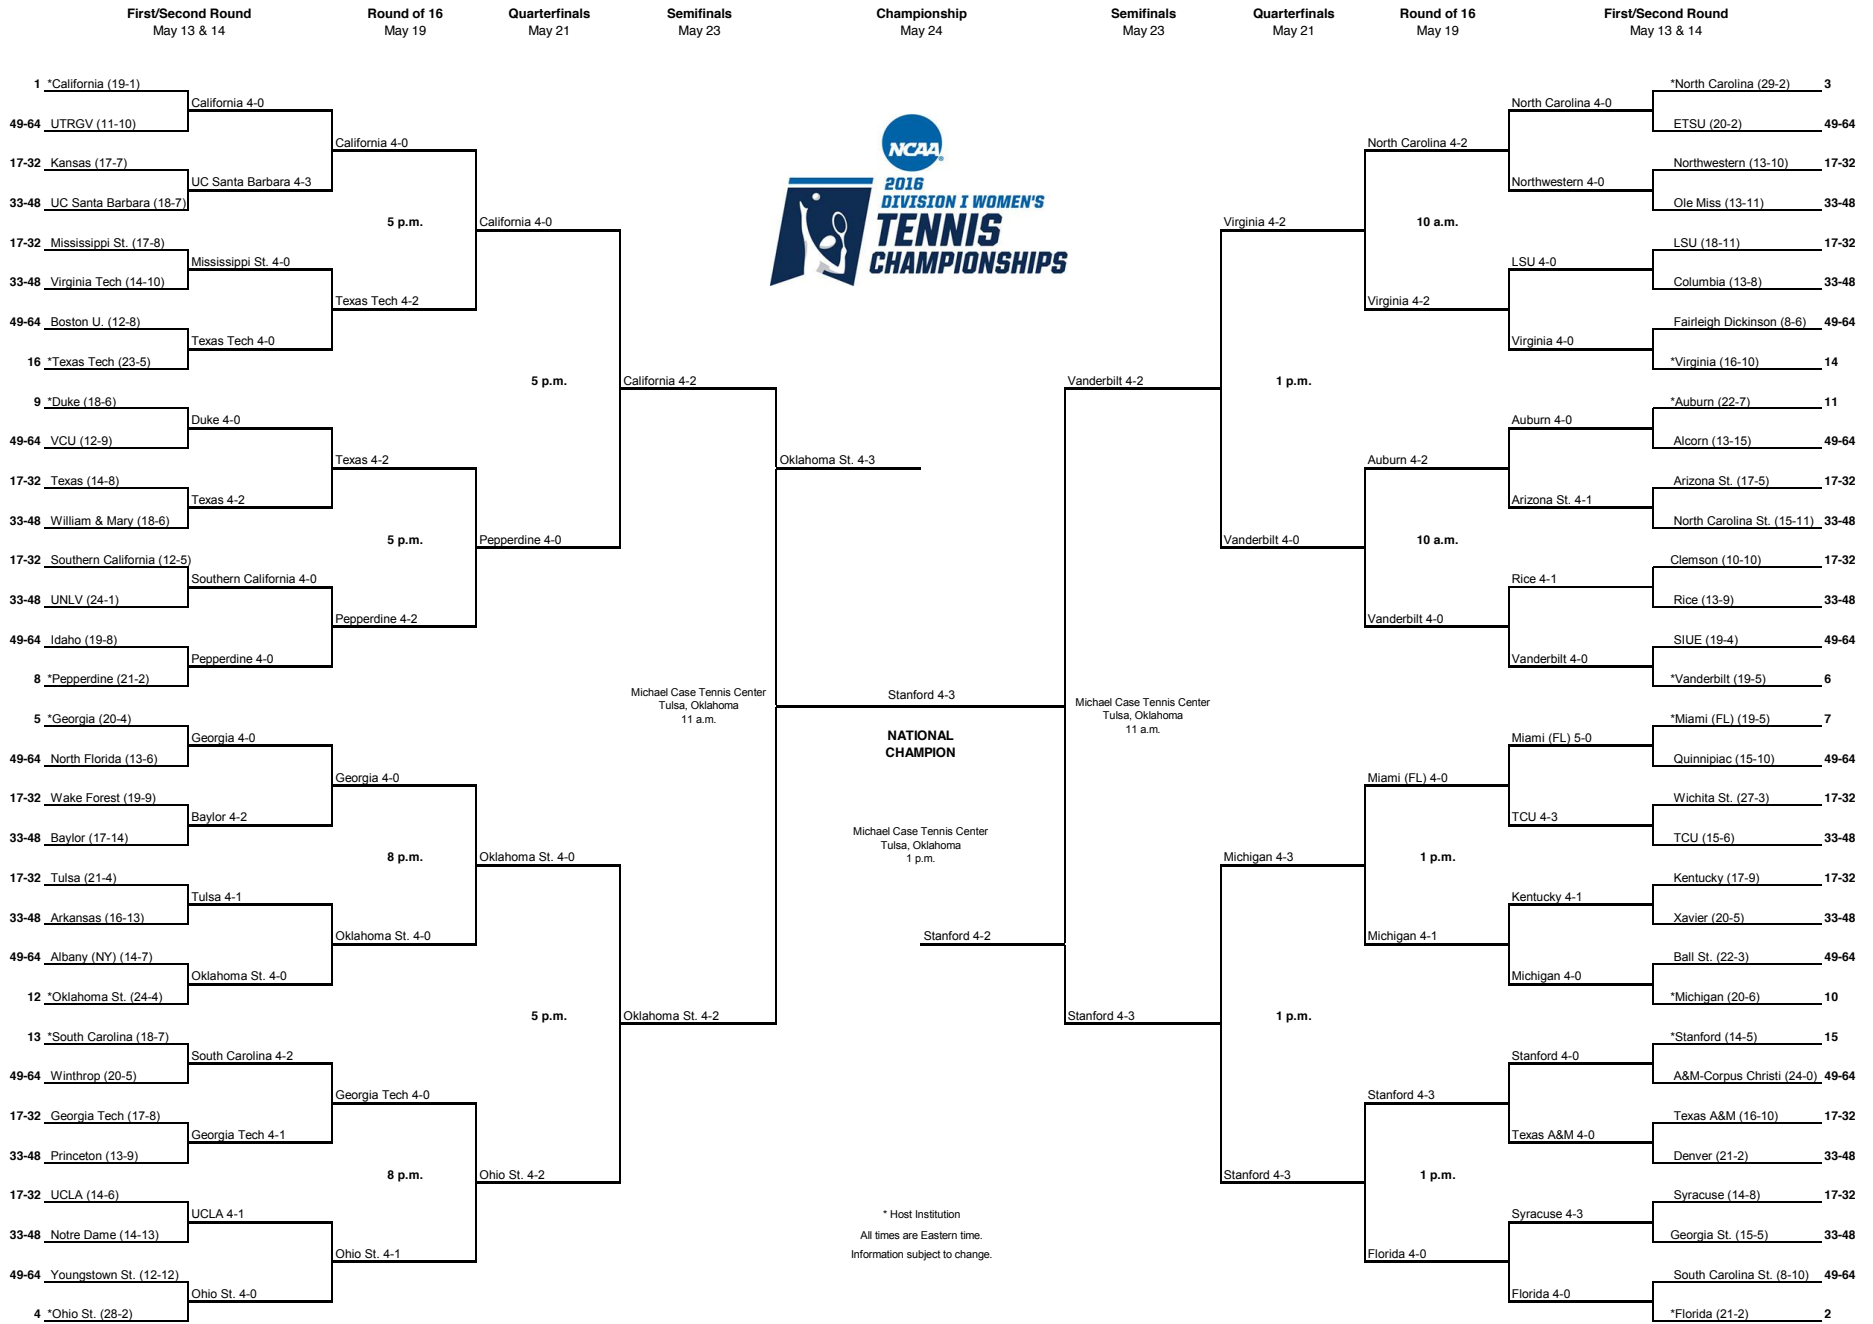 First/Second Round
May 13 & 14
Round of 16
May 19
Quarterfinals
May 21
Semifinals
May 23
Championship
May 24
Semifinals
May 23
Quarterfinals
May 21
Round of 16
May 19
First/Second Round
May 13 & 14
1 *California (19-1)
49-64 UTRGV (11-10)
17-32 Kansas (17-7)
33-48 UC Santa Barbara (18-7)
17-32 Mississippi St. (17-8)
33-48 Virginia Tech (14-10)
49-64 Boston U. (12-8)
16 *Texas Tech (23-5)
9 *Duke (18-6)
49-64 VCU (12-9)
17-32 Texas (14-8)
33-48 William & Mary (18-6)
17-32 Southern California (12-5)
33-48 UNLV (24-1)
49-64 Idaho (19-8)
8 *Pepperdine (21-2)
5 *Georgia (20-4)
49-64 North Florida (13-6)
17-32 Wake Forest (19-9)
33-48 Baylor (17-14)
17-32 Tulsa (21-4)
33-48 Arkansas (16-13)
49-64 Albany (NY) (14-7)
12 *Oklahoma St. (24-4)
13 *South Carolina (18-7)
49-64 Winthrop (20-5)
17-32 Georgia Tech (17-8)
33-48 Princeton (13-9)
17-32 UCLA (14-6)
33-48 Notre Dame (14-13)
49-64 Youngstown St. (12-12)
4 *Ohio St. (28-2)
California 4-0
UC Santa Barbara 4-3
Mississippi St. 4-0
Texas Tech 4-0
Duke 4-0
Texas 4-2
Southern California 4-0
Pepperdine 4-0
Georgia 4-0
Baylor 4-2
Tulsa 4-1
Oklahoma St. 4-0
South Carolina 4-2
Georgia Tech 4-1
UCLA 4-1
Ohio St. 4-0
California 4-0
5 p.m.
Texas Tech 4-2
Texas 4-2
5 p.m.
Pepperdine 4-2
Georgia 4-0
8 p.m.
Oklahoma St. 4-0
Georgia Tech 4-0
8 p.m.
Ohio St. 4-1
California 4-0
5 p.m.
Pepperdine 4-0
Oklahoma St. 4-0
5 p.m.
Ohio St. 4-2
California 4-2
Michael Case Tennis Center
Tulsa, Oklahoma
11 a.m.
Oklahoma St. 4-2
NCAA
2016
DIVISION I WOMEN'S
TENNIS
CHAMPIONSHIPS
Oklahoma St. 4-3
Stanford 4-3
NATIONAL
CHAMPION
Michael Case Tennis Center
Tulsa, Oklahoma
1 p.m.
Stanford 4-2
* Host Institution
All times are Eastern time.
Information subject to change.
Vanderbilt 4-2
Michael Case Tennis Center
Tulsa, Oklahoma
11 a.m.
Stanford 4-3
Virginia 4-2
1 p.m.
Vanderbilt 4-0
Michigan 4-3
1 p.m.
Stanford 4-3
North Carolina 4-2
10 a.m.
Virginia 4-2
Auburn 4-2
10 a.m.
Vanderbilt 4-0
Miami (FL) 4-0
1 p.m.
Michigan 4-1
Stanford 4-3
1 p.m.
Florida 4-0
North Carolina 4-0
Northwestern 4-0
LSU 4-0
Virginia 4-0
Auburn 4-0
Arizona St. 4-1
Rice 4-1
Vanderbilt 4-0
Miami (FL) 5-0
TCU 4-3
Kentucky 4-1
Michigan 4-0
Stanford 4-0
Texas A&M 4-0
Syracuse 4-3
Florida 4-0
*North Carolina (29-2) 3
ETSU (20-2) 49-64
Northwestern (13-10) 17-32
Ole Miss (13-11) 33-48
LSU (18-11) 17-32
Columbia (13-8) 33-48
Fairleigh Dickinson (8-6) 49-64
*Virginia (16-10) 14
*Auburn (22-7) 11
Alcorn (13-15) 49-64
Arizona St. (17-5) 17-32
North Carolina St. (15-11) 33-48
Clemson (10-10) 17-32
Rice (13-9) 33-48
SIUE (19-4) 49-64
*Vanderbilt (19-5) 6
*Miami (FL) (19-5) 7
Quinnipiac (15-10) 49-64
Wichita St. (27-3) 17-32
TCU (15-6) 33-48
Kentucky (17-9) 17-32
Xavier (20-5) 33-48
Ball St. (22-3) 49-64
*Michigan (20-6) 10
*Stanford (14-5) 15
A&M-Corpus Christi (24-0) 49-64
Texas A&M (16-10) 17-32
Denver (21-2) 33-48
Syracuse (14-8) 17-32
Georgia St. (15-5) 33-48
South Carolina St. (8-10) 49-64
*Florida (21-2) 2